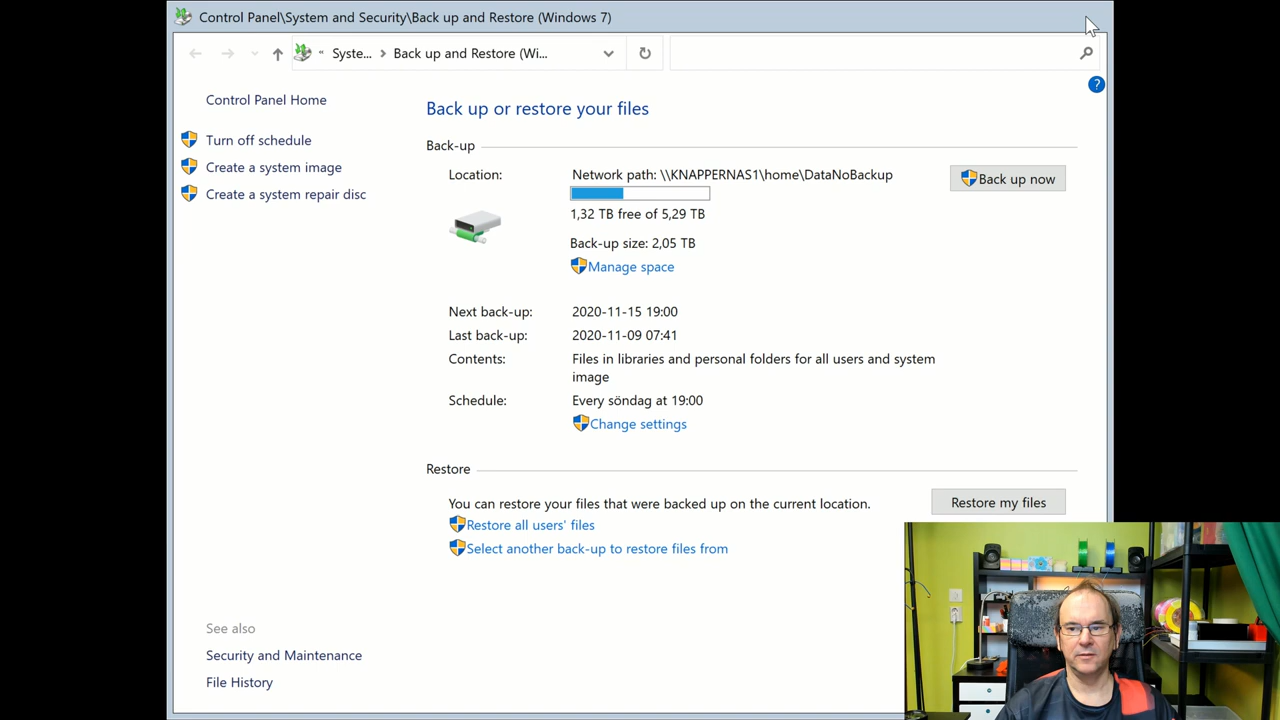 Control Panel\System and Security\Back up and Restore (Windows 7)
« Syste... > Back up and Restore (Wi...
?
Control Panel Home
Turn off schedule
Create a system image
Create a system repair disc
Back up or restore your files
Back-up
Location: Network path: \\KNAPPERNAS1\home\DataNoBackup
Back up now
1,32 TB free of 5,29 TB
Back-up size: 2,05 TB
Manage space
Next back-up: 2020-11-15 19:00
Last back-up: 2020-11-09 07:41
Contents: Files in libraries and personal folders for all users and system
image
Schedule: Every söndag at 19:00
Change settings
Restore
You can restore your files that were backed up on the current location.
Restore my files
Restore all users' files
Select another back-up to restore files from
See also
Security and Maintenance
File History